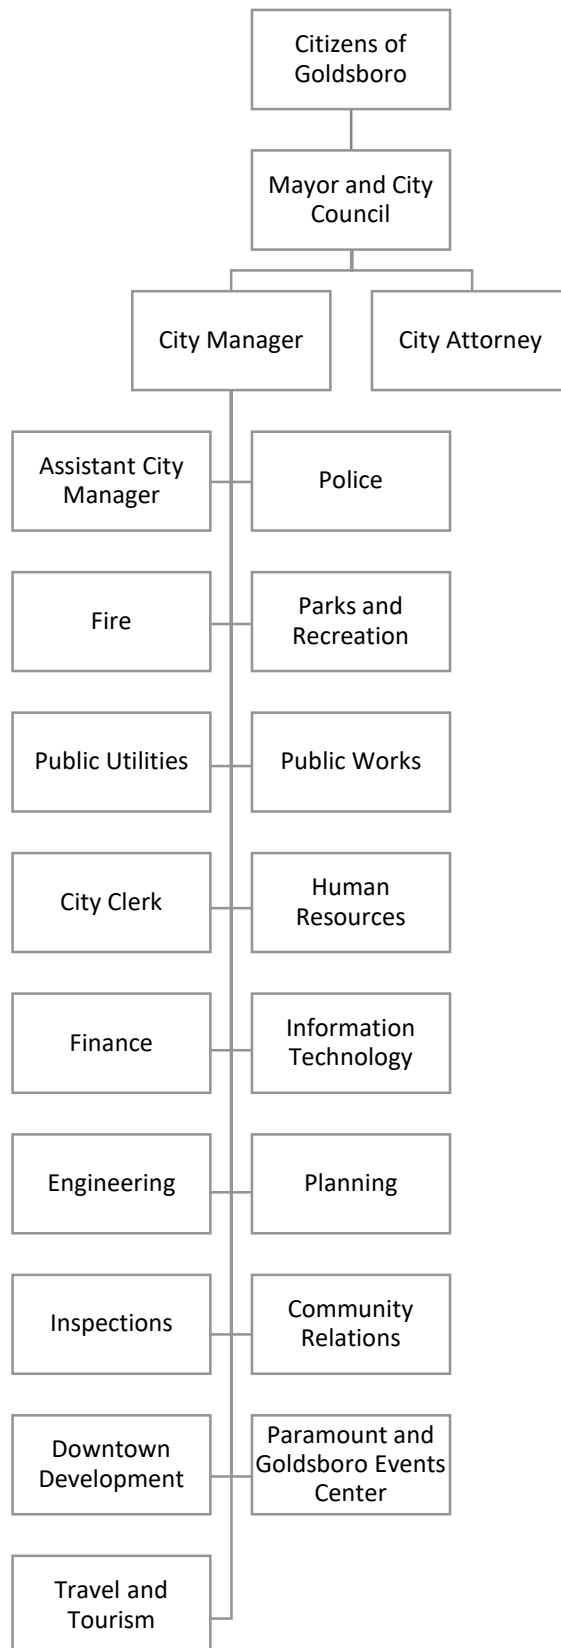 Citizens of
Goldsboro
Mayor and City
Council
City Manager
City Attorney
Assistant City
Manager
Police
Fire
Parks and
Recreation
Public Utilities
Public Works
City Clerk
Human
Resources
Finance
Information
Technology
Engineering
Planning
Inspections
Community
Relations
Downtown
Development
Paramount and
Goldsboro Events
Center
Travel and
Tourism